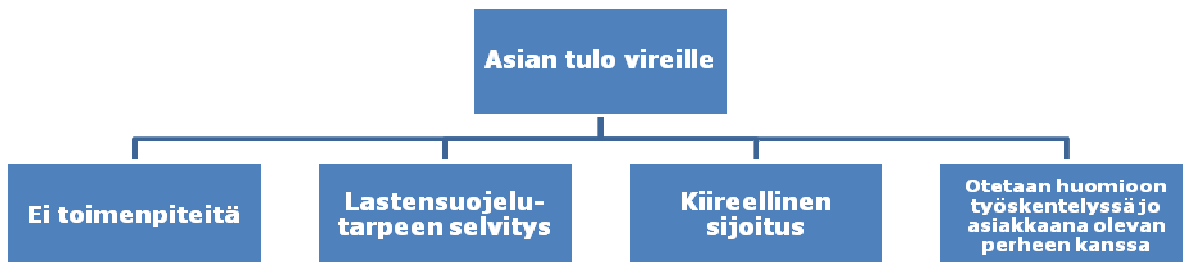 Asian tulo vireille
Ei toimenpiteitä
Lastensuojelu-
tarpeen selvitys
Kiireellinen
sijoitus
Otetaan huomioon
työskentelyssä jo
asiakkaana olevan
perheen kanssa